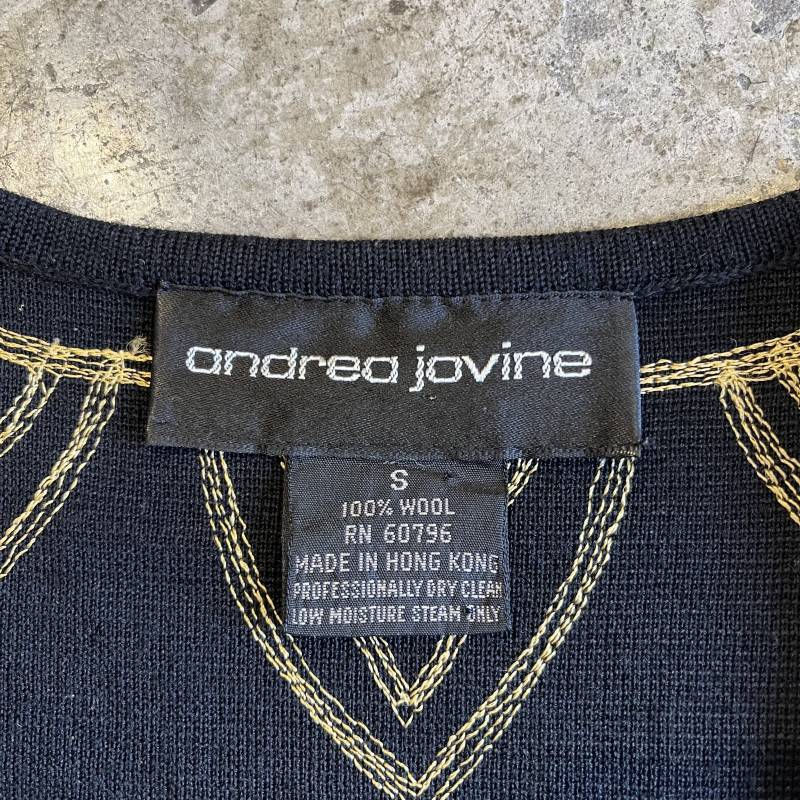 andrea jovine
S
100% WOOL
RN 60796
MADE IN HONG KONG
PROFESSIONALLY DRY CLEAN
LOW MOISTURE STEAM ONLY